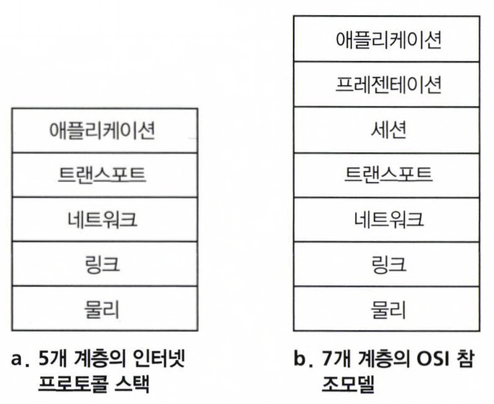 애플리케이션
트랜스포트
네트워크
링크
물리
a. 5개 계층의 인터넷
프로토콜 스택
애플리케이션
프레젠테이션
세션
트랜스포트
네트워크
링크
물리
b. 7개 계층의 OSI 참
조모델